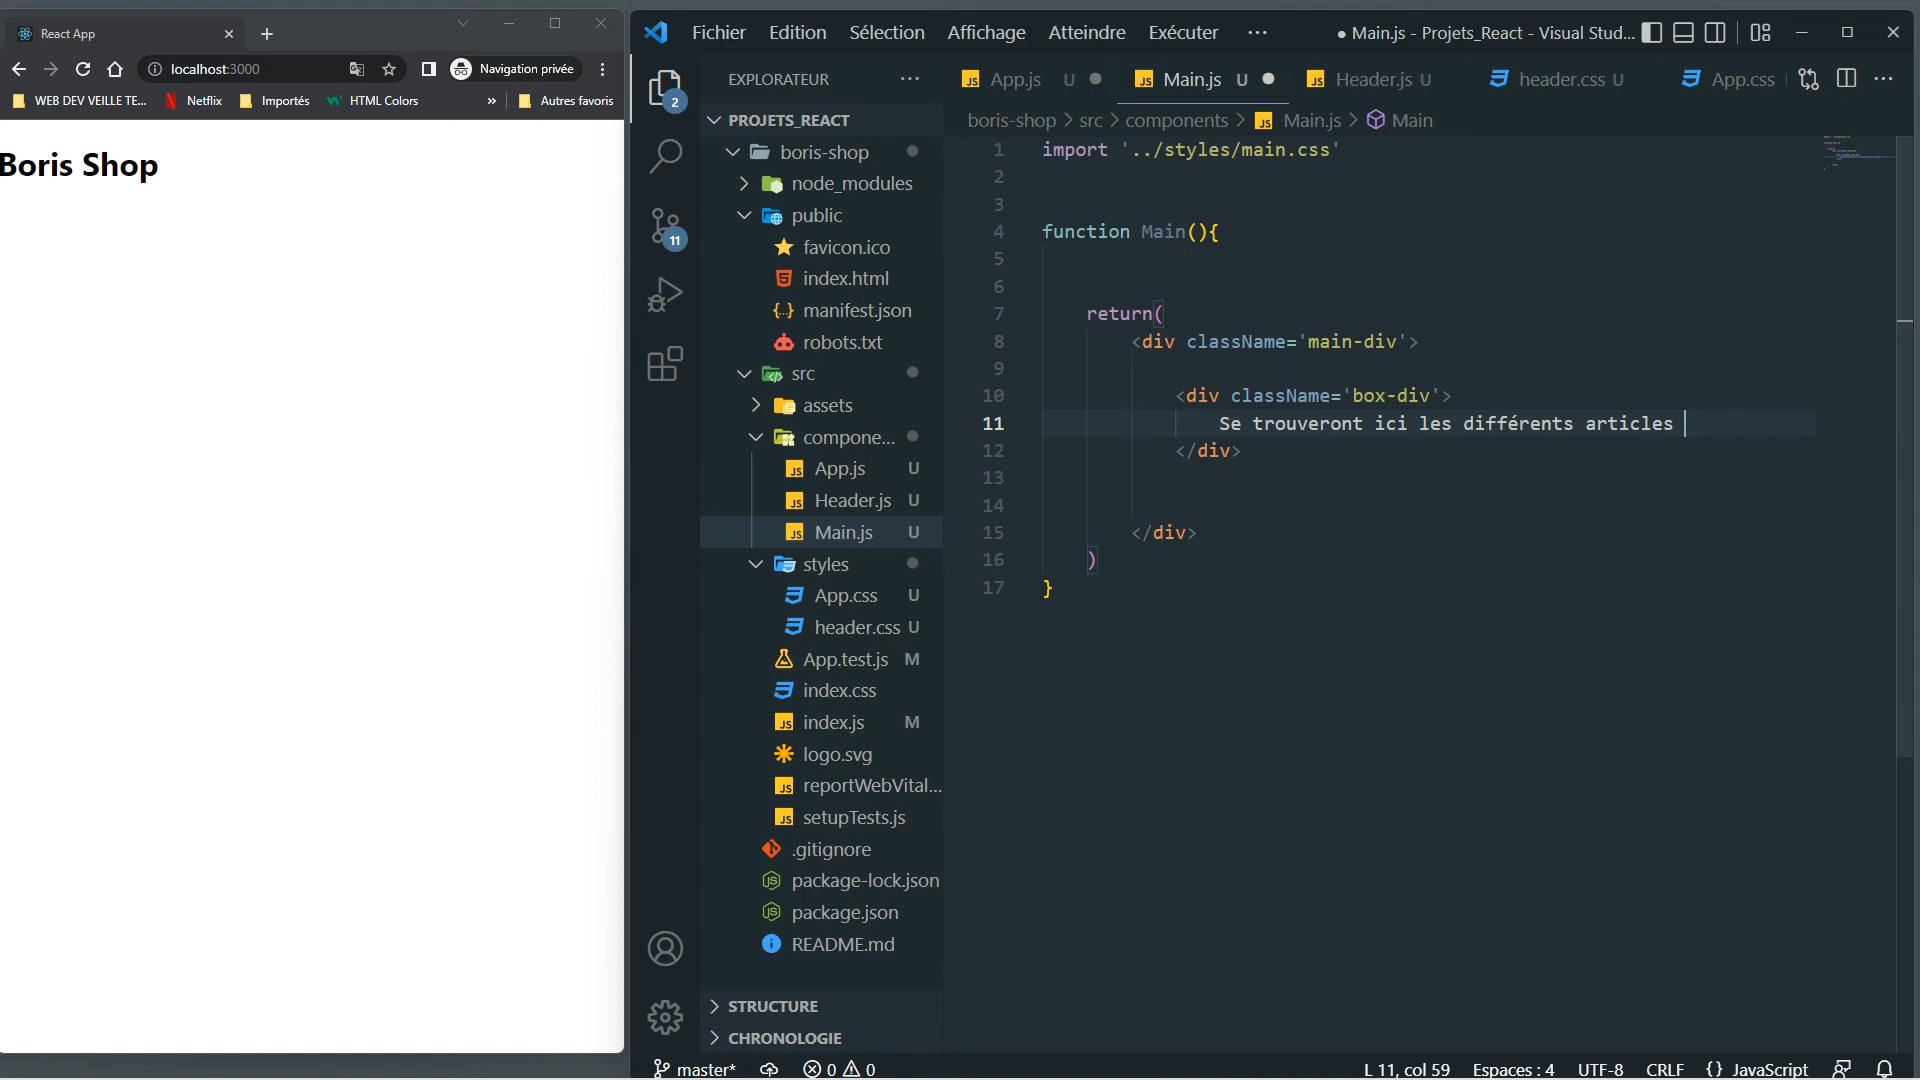 React App
localhost:3000
Navigation privée
WEB DEV VEILLE TE...
Netflix
Importés
HTML Colors
»
Autres favoris
Boris Shop
Fichier Edition Sélection Affichage Atteindre Exécuter ···
● Main.js - Projets_React - Visual Stud...
2
11
EXPLORATEUR
PROJETS_REACT
boris-shop
node_modules
public
favicon.ico
index.html
manifest.json
robots.txt
src
assets
compone...
App.js U
Header.js U
Main.js U
styles
App.css U
header.css U
App.test.js M
index.css
index.js M
logo.svg
reportWebVital...
setupTests.js
.gitignore
package-lock.json
package.json
README.md
STRUCTURE
CHRONOLOGIE
App.js U
Main.js U
Header.js U
header.css U
App.css
boris-shop > src > components > Main.js > Main
1 import '../styles/main.css'
2
3
4 function Main(){
5
6
7 return(
8 <div className='main-div'>
9
10 <div className='box-div'>
11 Se trouveront ici les différents articles
12 </div>
13
14
15 </div>
16 )
17 }
master* 0 0
L 11, col 59 Espaces : 4 UTF-8 CRLF {} JavaScript